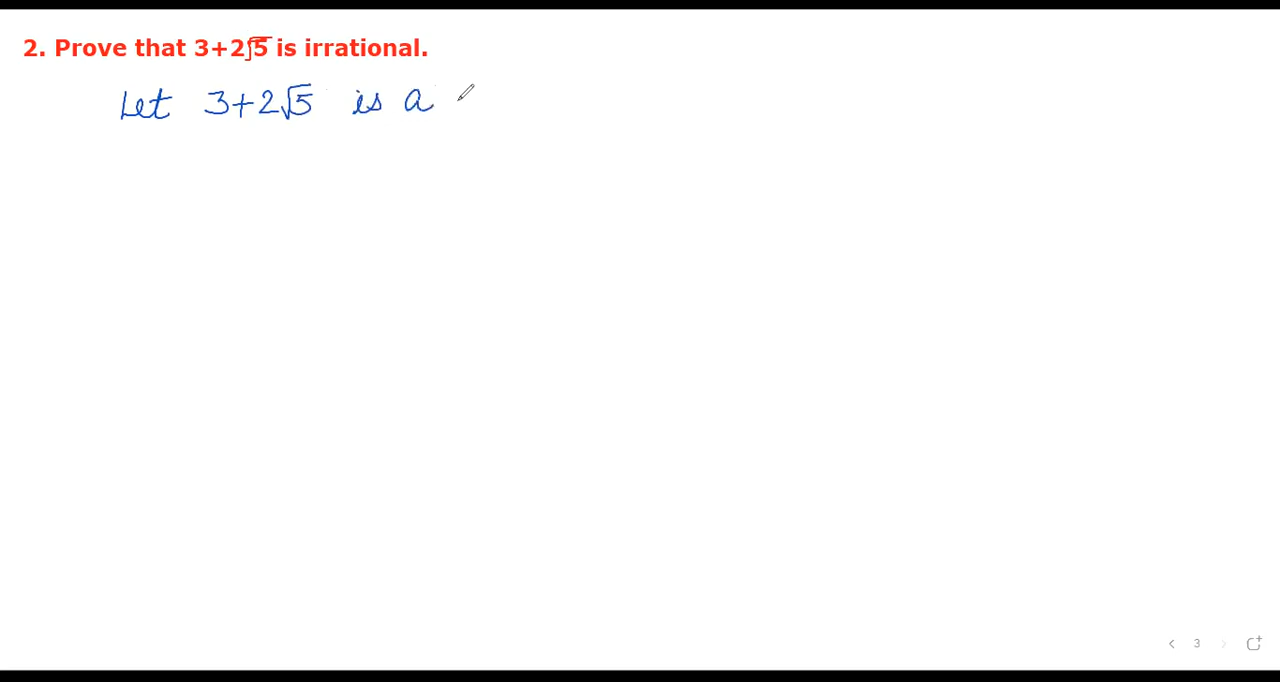 2. Prove that 3+2√5 is irrational.
Let 3+2√5 is a
3